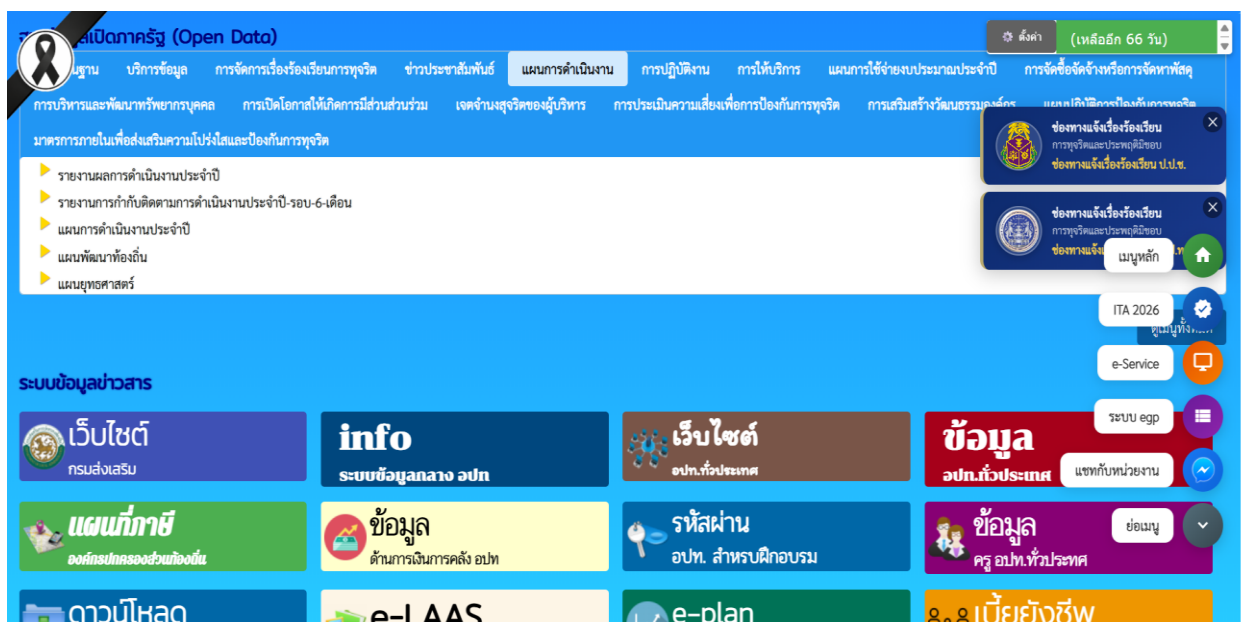 (Open Data)
ตั้งค่า
(เหลืออีก 66 วัน)
บริการข้อมูล
การจัดการเรื่องร้องเรียนการทุจริต
ข่าวประชาสัมพันธ์
แผนการดำเนินงาน
การปฏิบัติงาน
การให้บริการ
แผนการใช้จ่ายงบประมาณประจำปี
การจัดซื้อจัดจ้างหรือการจัดหาพัสดุ
การบริหารและพัฒนาทรัพยากรบุคคล
การเปิดโอกาสให้เกิดการมีส่วนส่วนร่วม
เจตจำนงสุจริตของผู้บริหาร
การประเมินความเสี่ยงเพื่อการป้องกันการทุจริต
การเสริมสร้างวัฒนธรรมองค์กร
แผนปฏิบัติการป้องกันการทุจริต
มาตรการภายในเพื่อส่งเสริมความโปร่งใสและป้องกันการทุจริต
ช่องทางแจ้งเรื่องร้องเรียน
การทุจริตและประพฤติมิชอบ
ช่องทางแจ้งเรื่องร้องเรียน ป.ป.ช.
รายงานผลการดำเนินงานประจำปี
รายงานการกำกับติดตามการดำเนินงานประจำปี-รอบ-6-เดือน
แผนการดำเนินงานประจำปี
แผนพัฒนาท้องถิ่น
แผนยุทธศาสตร์
ช่องทางแจ้งเรื่องร้องเรียน
การทุจริตและประพฤติมิชอบ
เมนูหลัก
ITA 2026
e-Service
ระบบ egp
แชทกับหน่วยงาน
ย่อเมนู
ระบบข้อมูลข่าวสาร
เว็บไซต์
กรมส่งเสริม
info
ระบบข้อมูลกลาง อปท
เว็บไซต์
อปท.ทั่วประเทศ
ข้อมูล
อปท.ทั่วประเทศ
แผนที่ภาษี
องค์กรปกครองส่วนท้องถิ่น
ข้อมูล
ด้านการเงินการคลัง อปท
รหัสผ่าน
อปท. สำหรับฝึกอบรม
ข้อมูล
ครู อปท.ทั่วประทศ
ดาวน์โหลด
e-LAAS
e-plan
เบี้ยยังชีพ